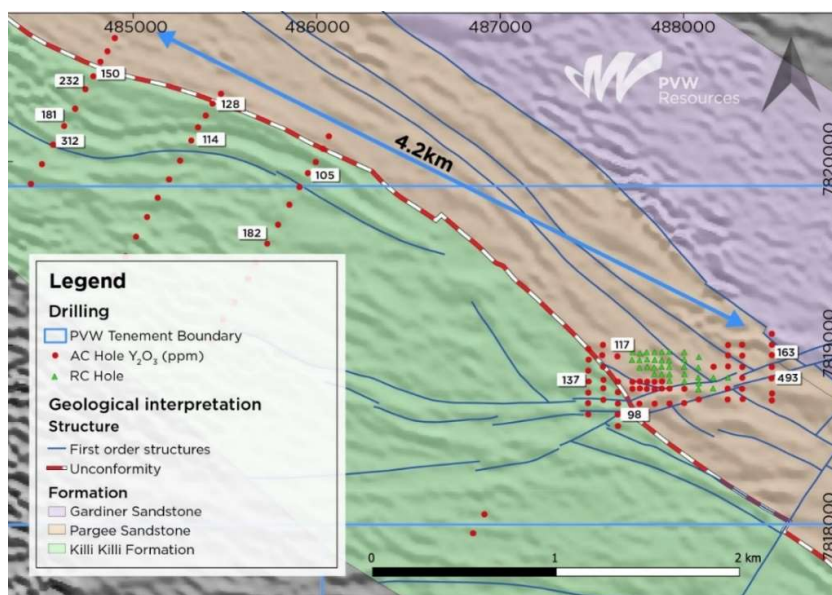 485000 486000 487000 488000
PVW
Resources
232 150
128
181
312
114
105
182
4.2km
7820000
7819000
7818000
117
163
137
493
98
Legend
Drilling
PVW Tenement Boundary
AC Hole Y₂O₃ (ppm)
RC Hole
Geological interpretation
Structure
First order structures
Unconformity
Formation
Gardiner Sandstone
Pargee Sandstone
Killi Killi Formation
0 1 2 km